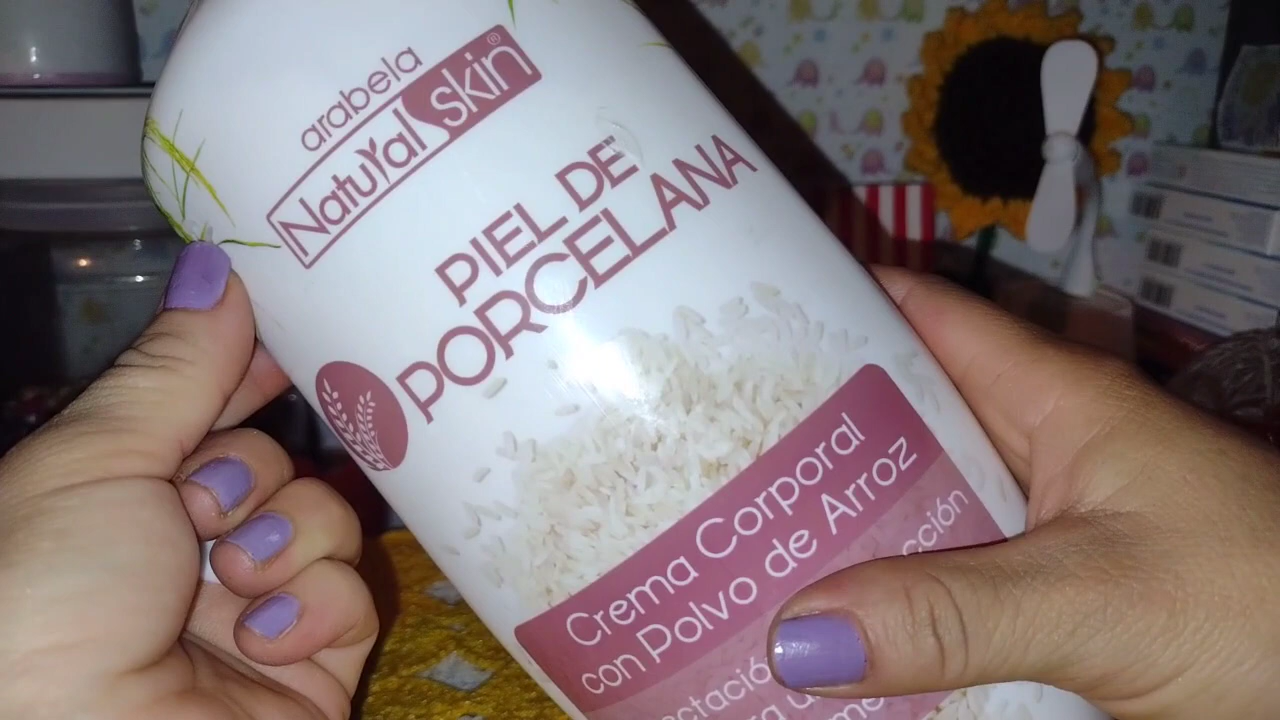 arabela
Natural Skin®
PIEL DE
PORCELANA
Crema Corporal
con Polvo de Arroz